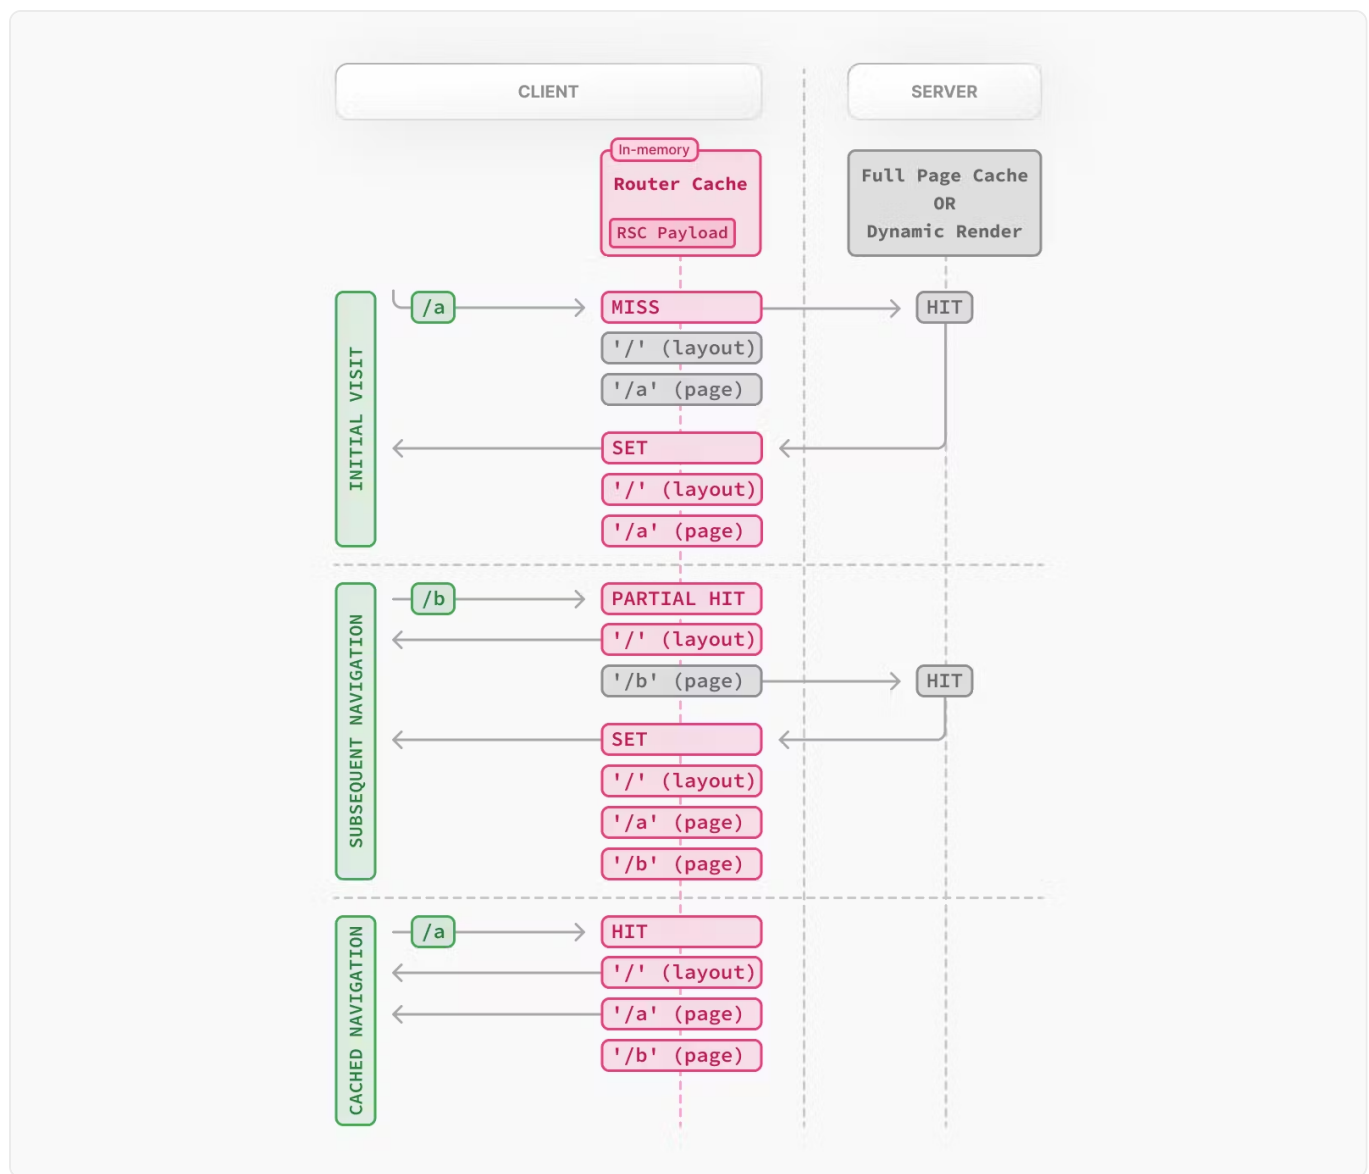 CLIENT
SERVER
In-memory
Router Cache
RSC Payload
Full Page Cache
OR
Dynamic Render
INITIAL VISIT
/a
MISS
HIT
'/' (layout)
'/a' (page)
SET
'/' (layout)
'/a' (page)
SUBSEQUENT NAVIGATION
/b
PARTIAL HIT
'/' (layout)
'/b' (page)
HIT
SET
'/' (layout)
'/a' (page)
'/b' (page)
CACHED NAVIGATION
/a
HIT
'/' (layout)
'/a' (page)
'/b' (page)